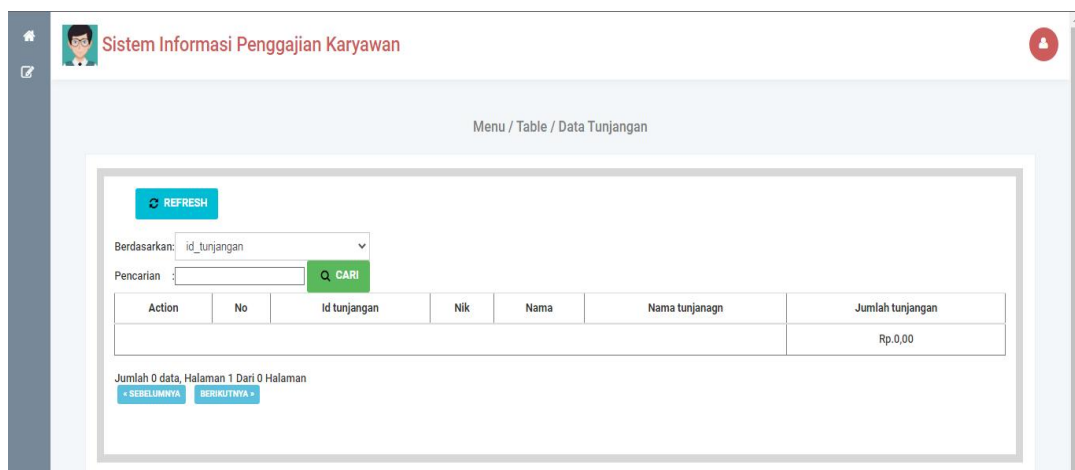 Sistem Informasi Penggajian Karyawan
Menu / Table / Data Tunjangan
REFRESH
Berdasarkan: id_tunjangan
Pencarian : CARI
Action No Id tunjangan Nik Nama Nama tunjanagn Jumlah tunjangan
Rp.0,00
Jumlah 0 data, Halaman 1 Dari 0 Halaman
« SEBELUMNYA BERIKUTNYA »